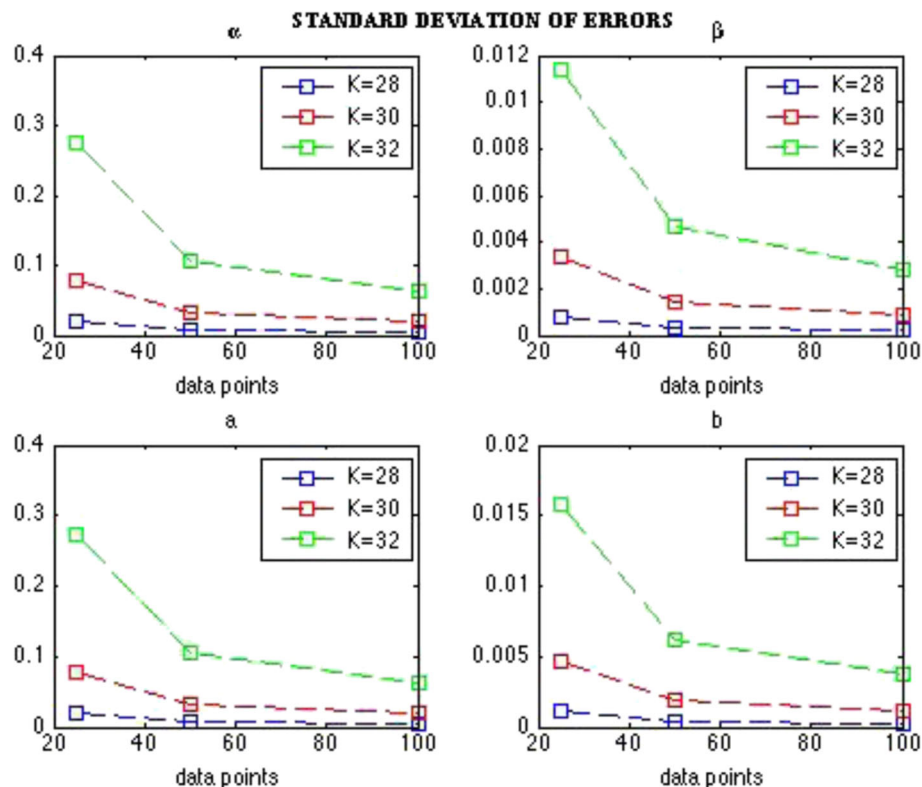 STANDARD DEVIATION OF ERRORS
α
0.4
0.3
0.2
0.1
0
20
40
60
80
100
data points
K=28
K=30
K=32
β
0.012
0.01
0.008
0.006
0.004
0.002
0
20
40
60
80
100
data points
K=28
K=30
K=32
a
0.4
0.3
0.2
0.1
0
20
40
60
80
100
data points
K=28
K=30
K=32
b
0.02
0.015
0.01
0.005
0
20
40
60
80
100
data points
K=28
K=30
K=32